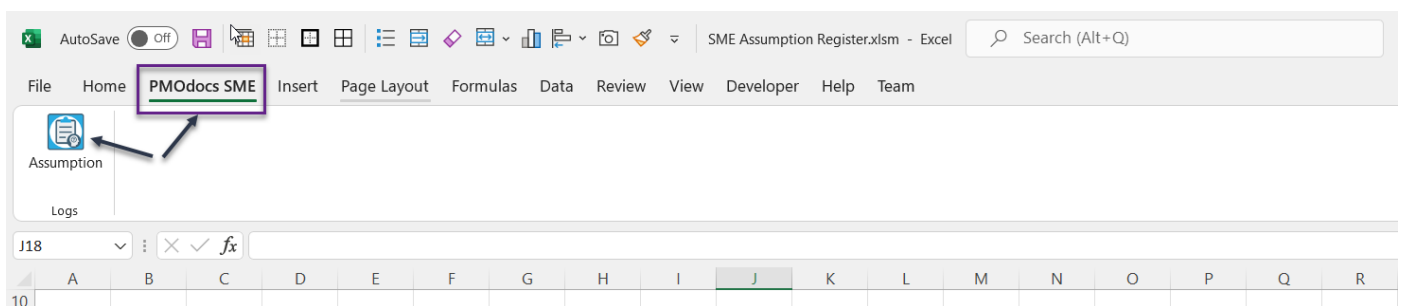 AutoSave Off SME Assumption Register.xlsm - Excel Search (Alt+Q)
File Home PMOdocs SME Insert Page Layout Formulas Data Review View Developer Help Team
Assumption
Logs
J18 fx
A B C D E F G H I J K L M N O P Q R
10